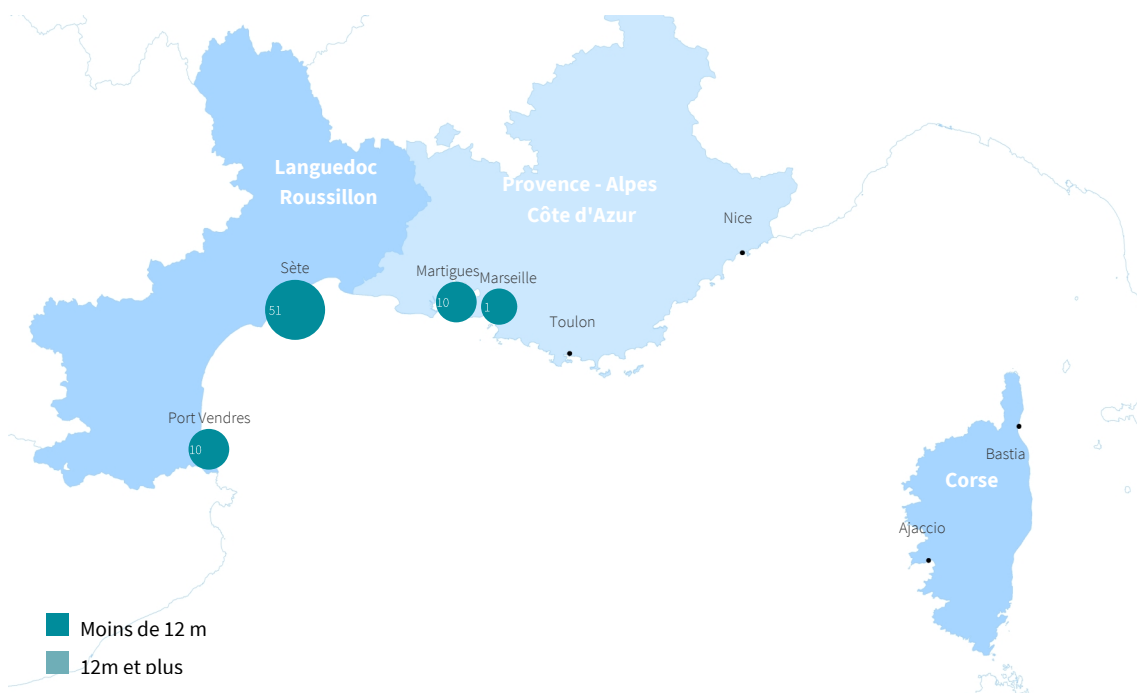 Languedoc
Roussillon
Provence - Alpes
Côte d'Azur
Nice
Sète
51
Martigues
10
Marseille
1
Toulon
Port Vendres
10
Bastia
Corse
Ajaccio
Moins de 12 m
12m et plus